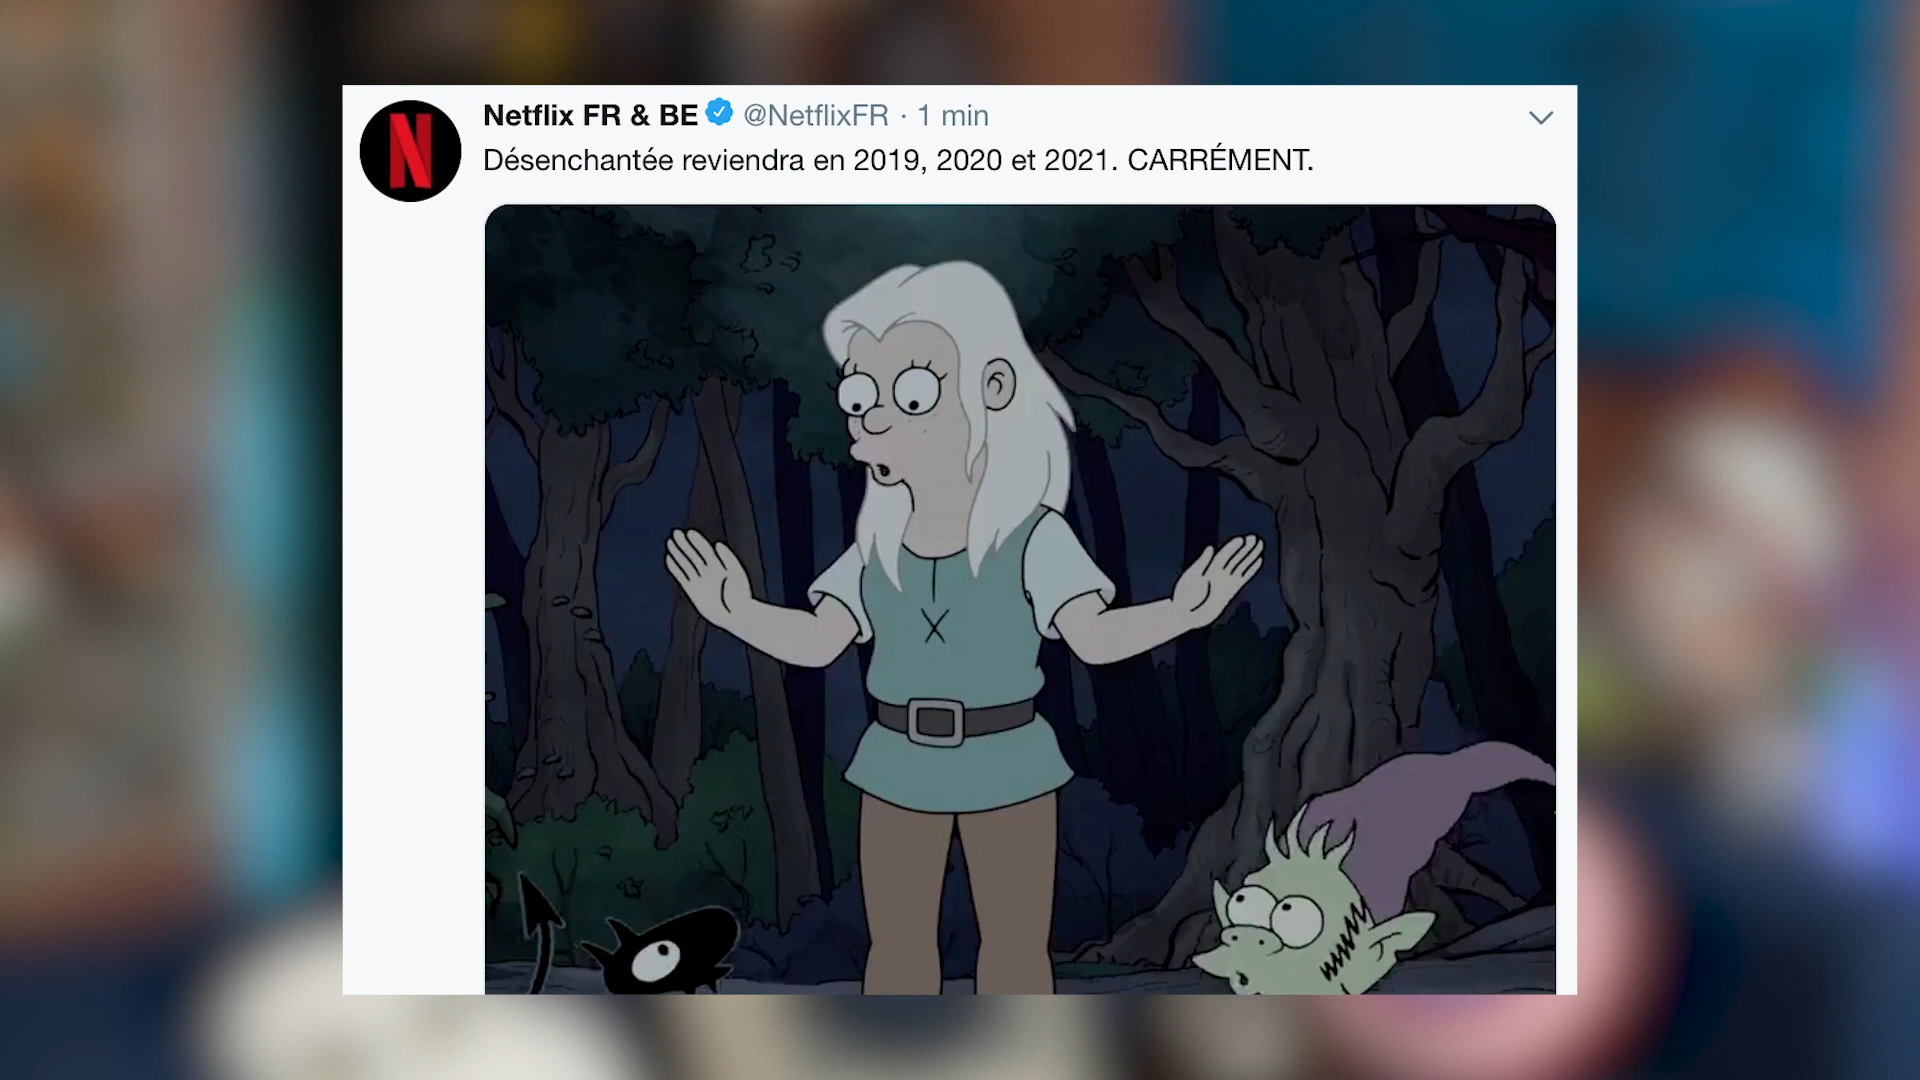 Netflix FR & BE @NetflixFR · 1 min
Désenchantée reviendra en 2019, 2020 et 2021. CARRÉMENT.